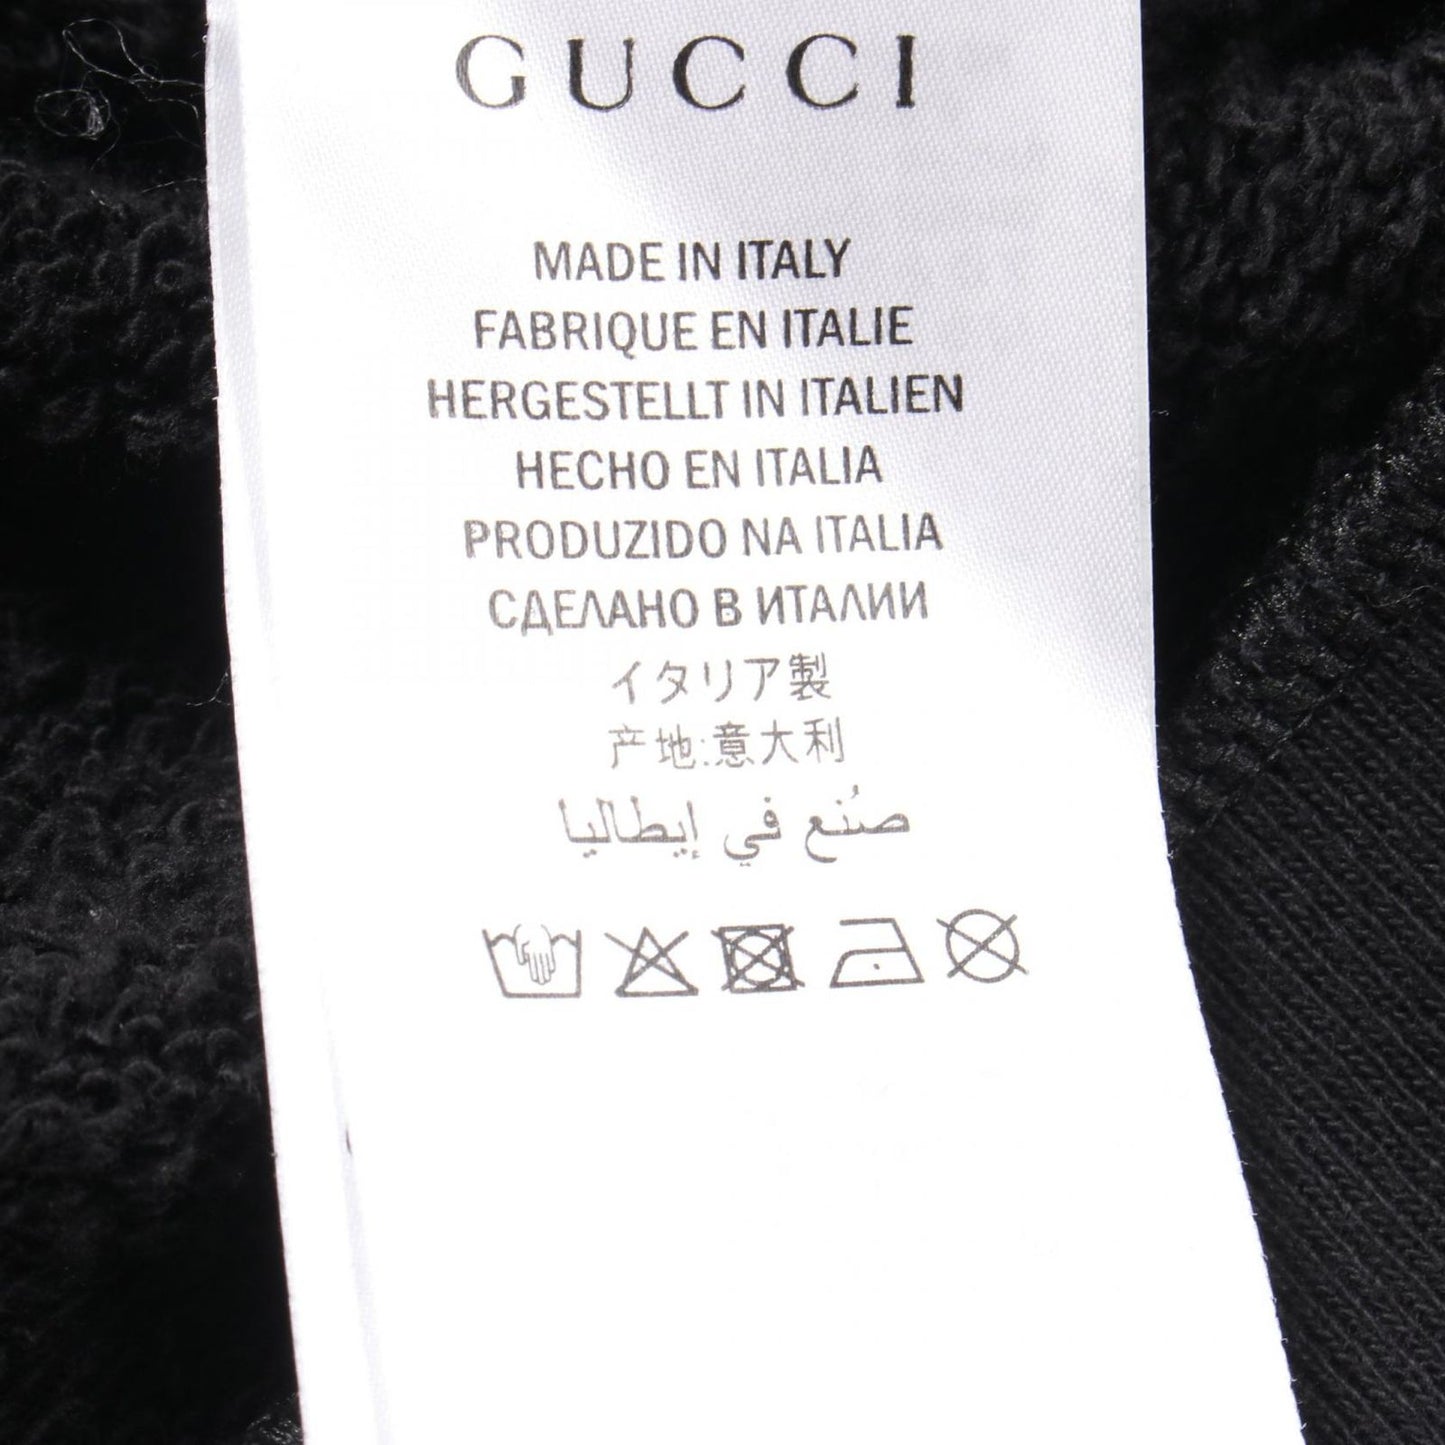 GUCCI
MADE IN ITALY
FABRIQUE EN ITALIE
HERGESTELLT IN ITALIEN
HECHO EN ITALIA
PRODUZIDO NA ITALIA
СДЕЛАНО В ИТАЛИИ
イタリア製
产地:意大利
صُنع في إيطاليا